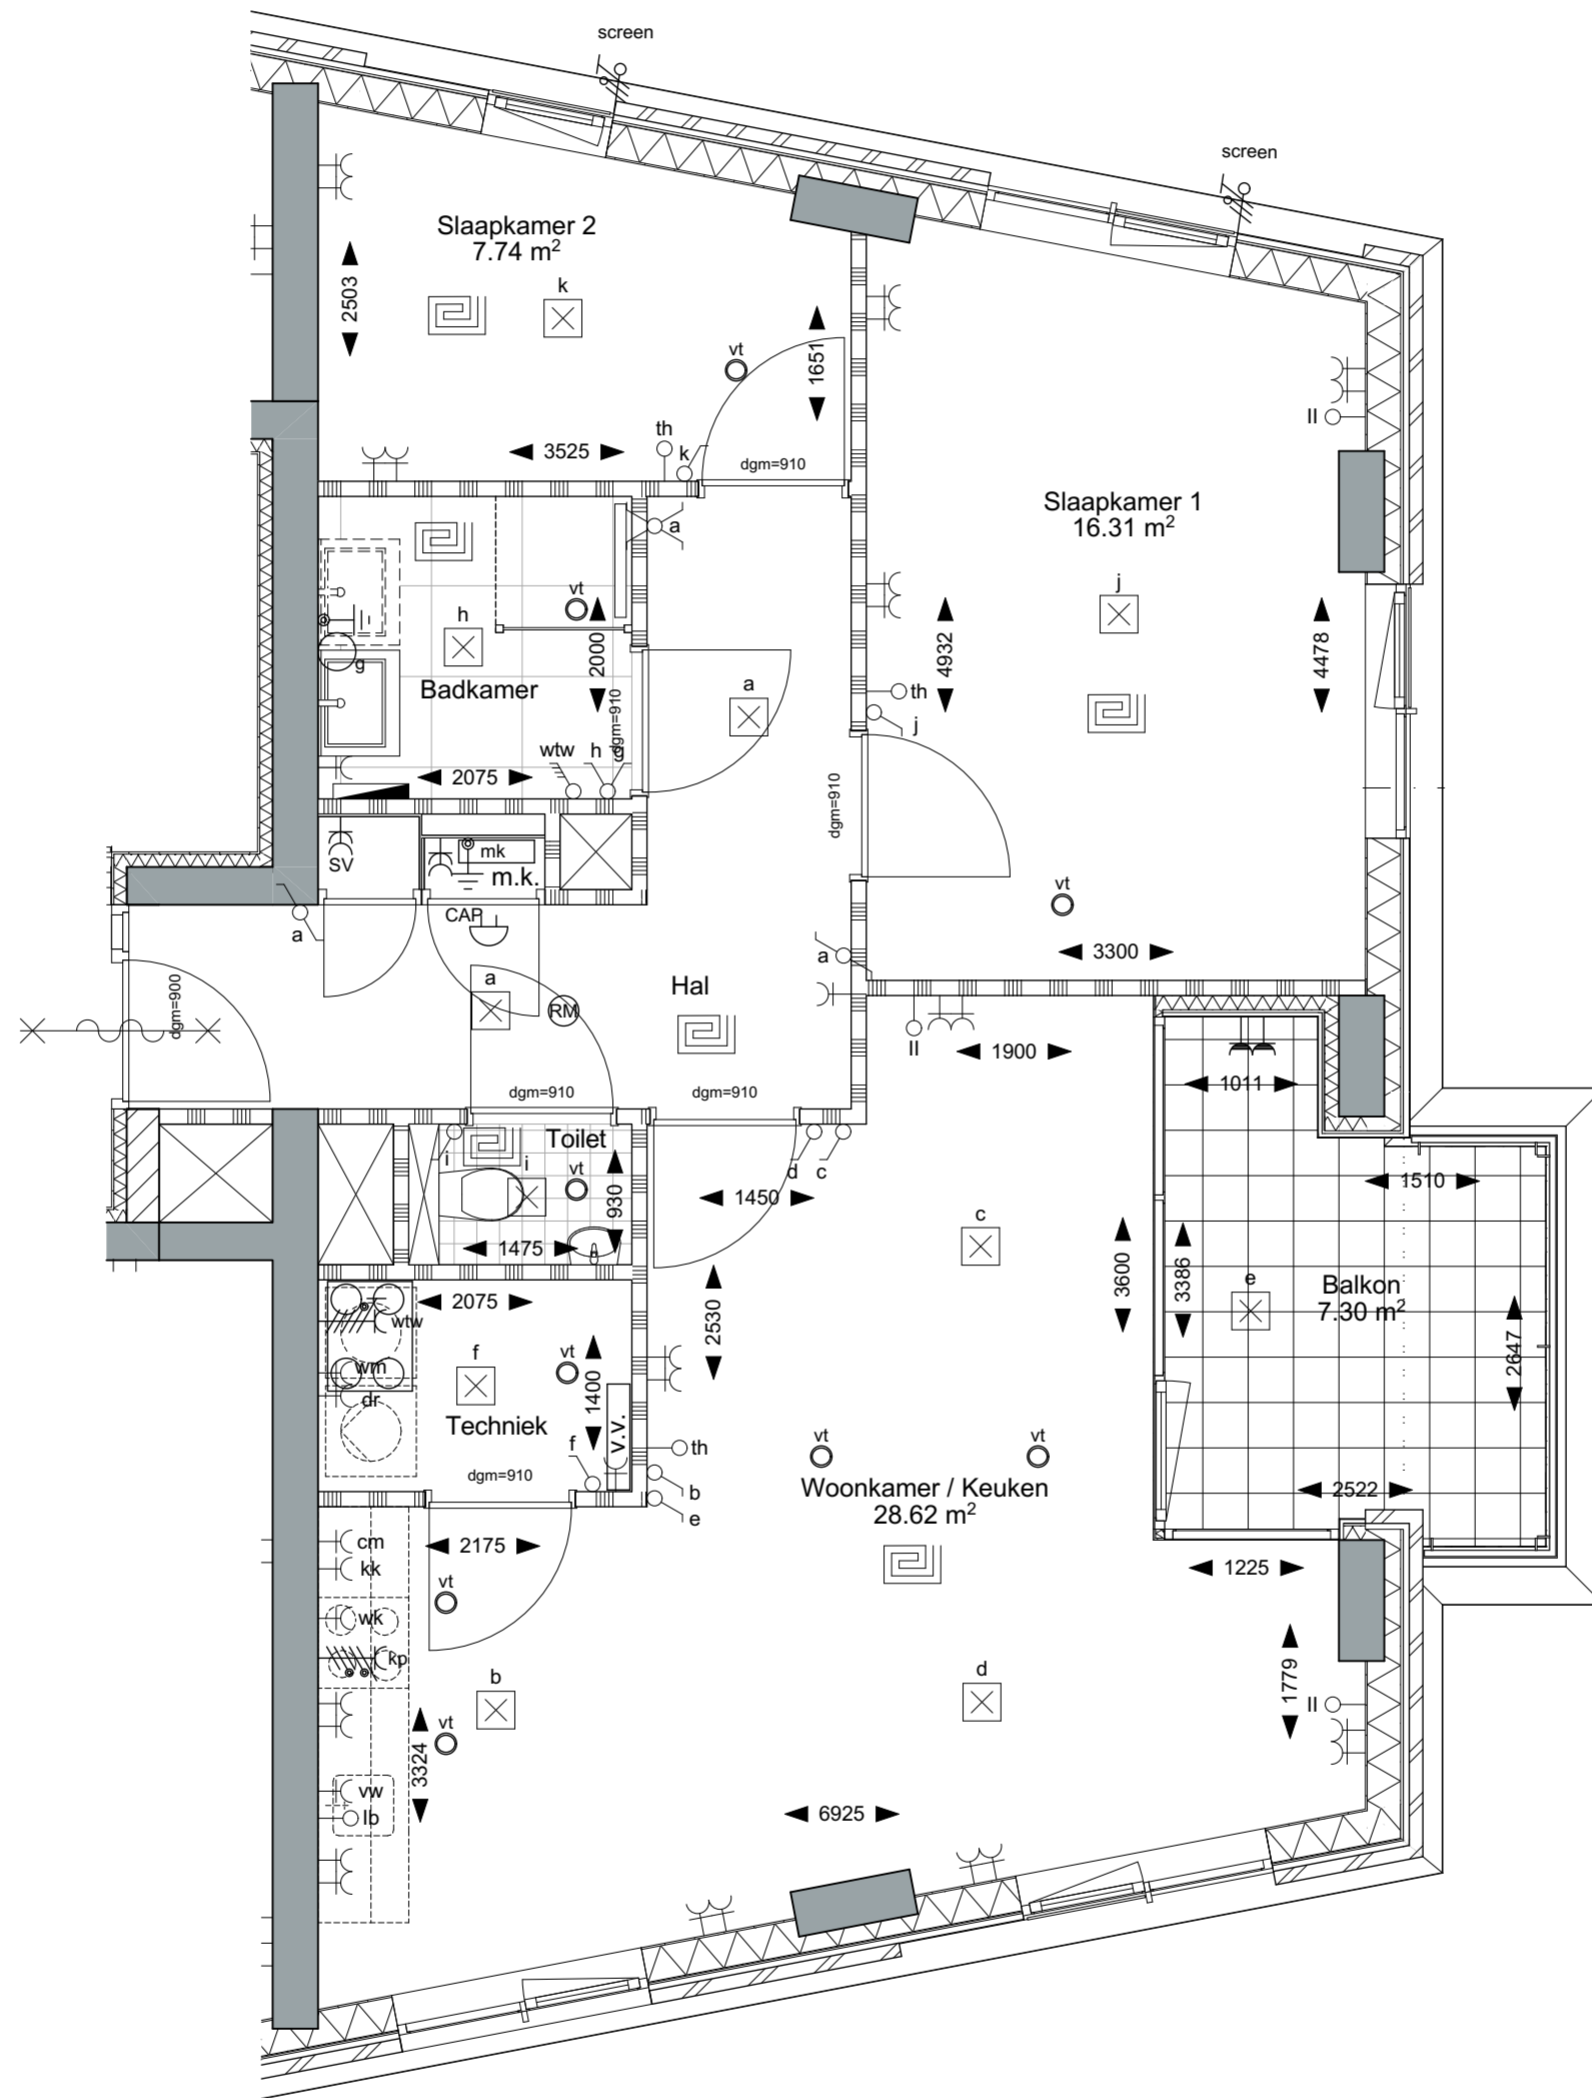 screen
screen
Slaapkamer 2
7.74 m²
k
2503
vt
1651
3525
th
k
dgm=910
II
Slaapkamer 1
16.31 m²
a
vt
h
j
g
Badkamer
2000
dgm=910
a
4932
4478
th
j
wtw
h
g
2075
dgm=910
SV
mk
m.k.
vt
CAP
a
a
3300
a
Hal
RM
dgm=900
II
1900
1011
dgm=910
dgm=910
Toilet
i
i
vt
d
c
930
1450
1510
1475
c
3600
3386
e
Balkon
7.30 m²
2075
wtw
2530
2647
f
vt
wm
1400
dr
Techniek
v.v.
f
th
vt
vt
dgm=910
b
e
Woonkamer / Keuken
28.62 m²
2522
cm
2175
kk
1225
vt
wk
kp
b
d
1779
II
vt
3324
vw
lb
6925